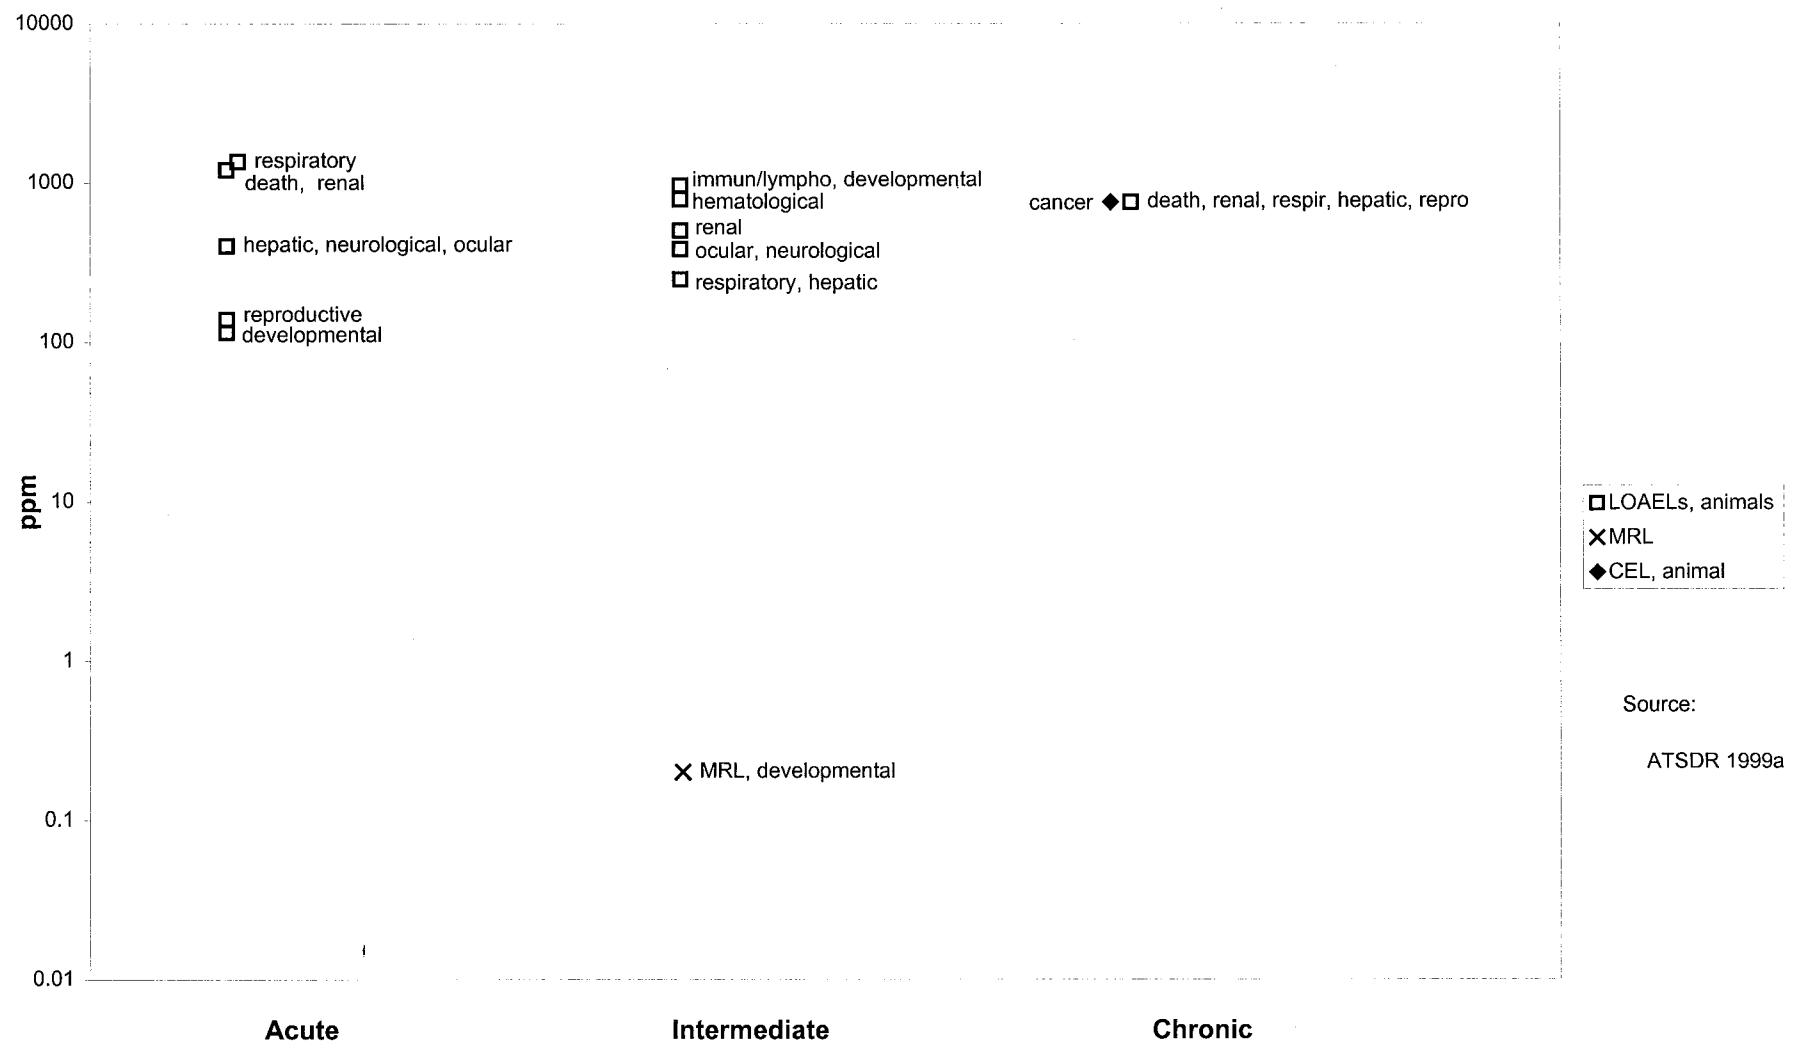 10000
respiratory
death, renal
1000
immun/lympho, developmental
hematological
cancer
death, renal, respir, hepatic, repro
renal
hepatic, neurological, ocular
ocular, neurological
respiratory, hepatic
reproductive
developmental
100
ppm
10
LOAELs, animals
MRL
CEL, animal
1
Source:
ATSDR 1999a
MRL, developmental
0.1
0.01
Acute
Intermediate
Chronic